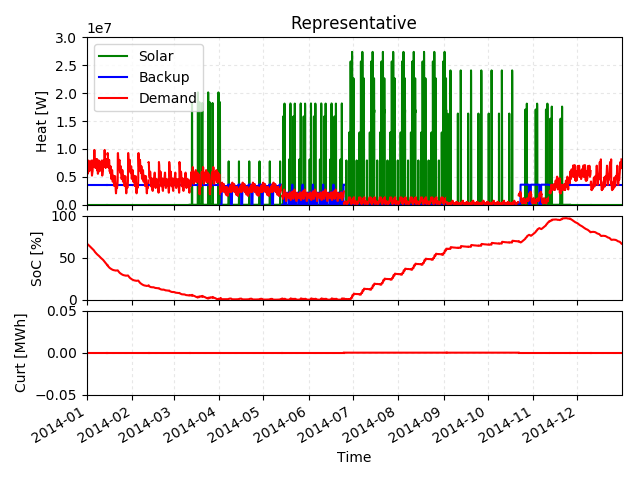 Representative
1e7
3.0
2.5
2.0
1.5
1.0
0.5
0.0
Heat [W]
Solar
Backup
Demand
100
50
0
SoC [%]
0.05
0.00
−0.05
Curt [MWh]
2014-01
2014-02
2014-03
2014-04
2014-05
2014-06
2014-07
2014-08
2014-09
2014-10
2014-11
2014-12
Time